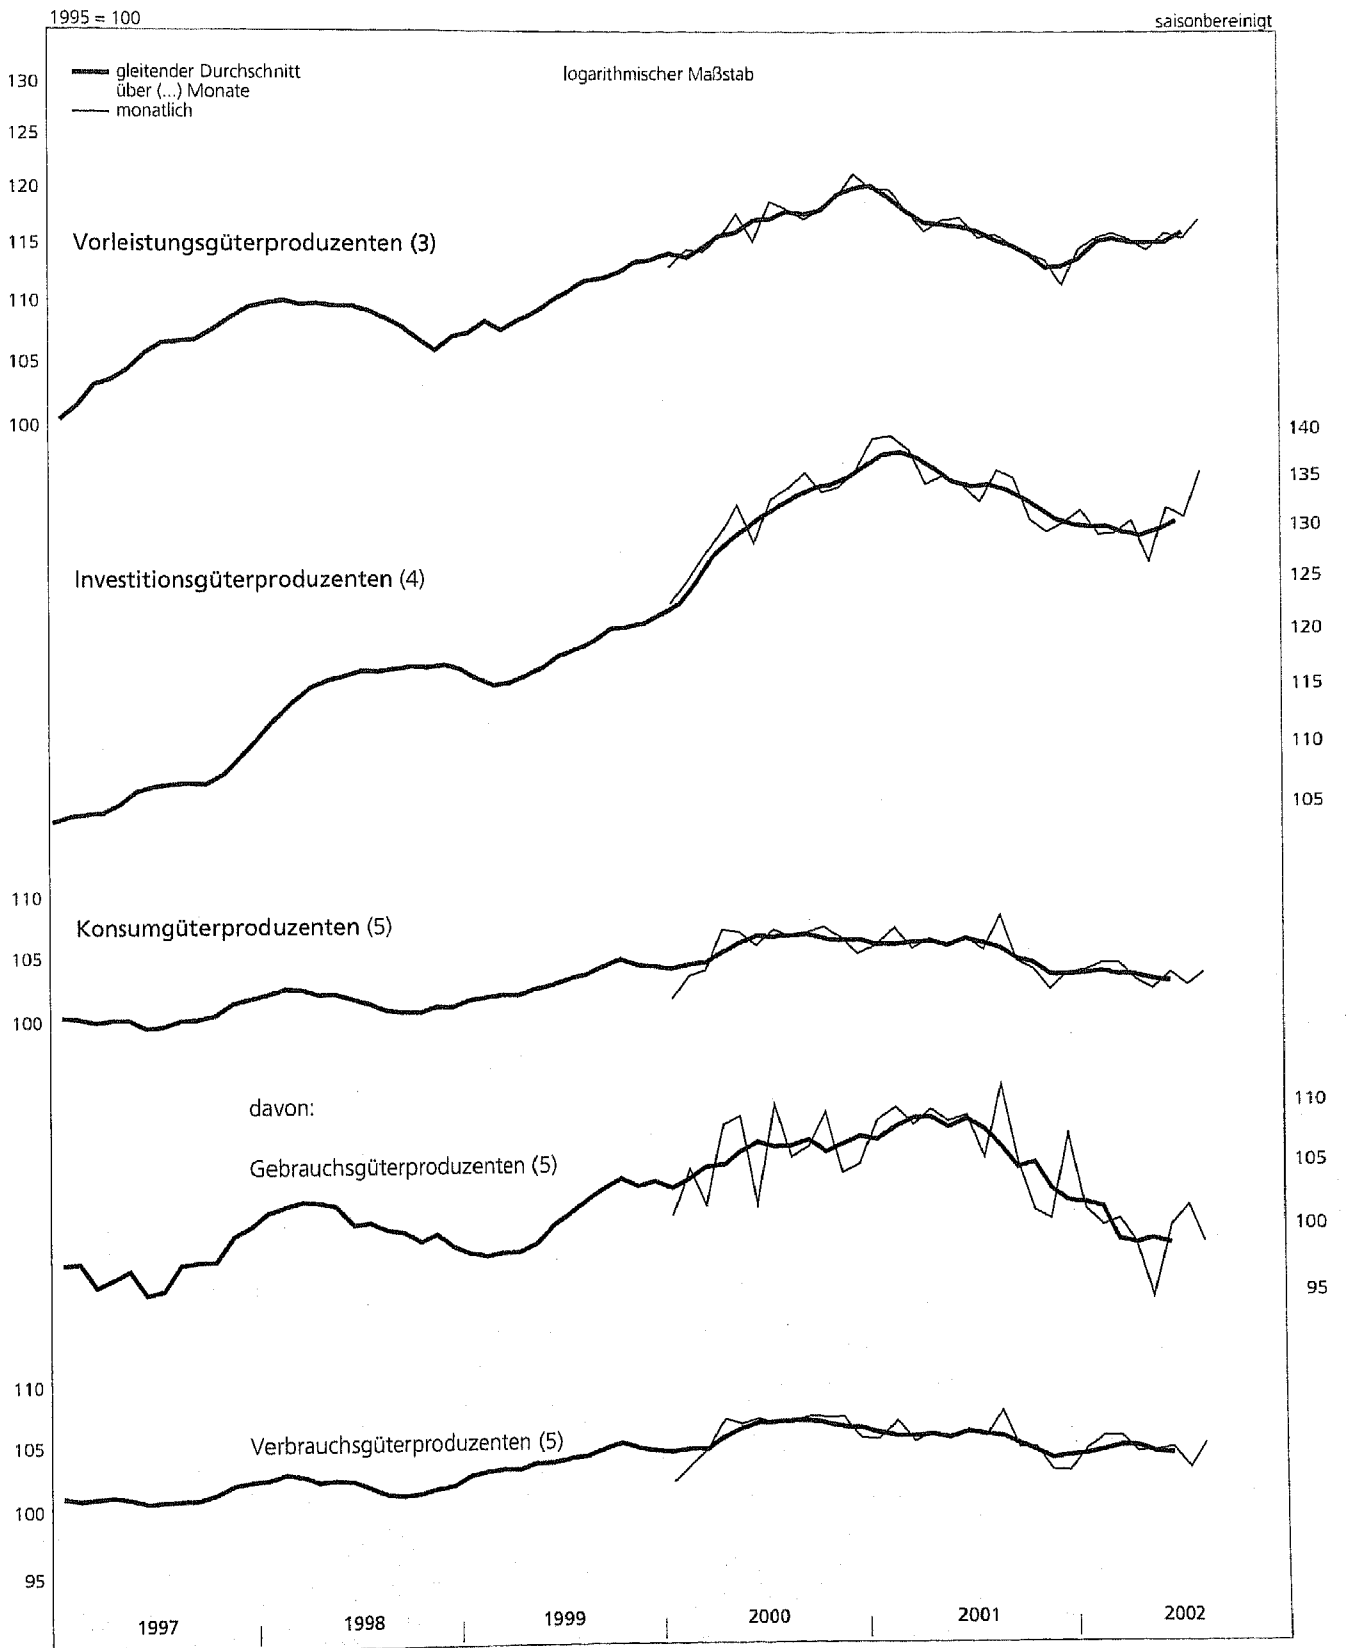 1995 = 100
saisonbereinigt
gleitender Durchschnitt
über (...) Monate
monatlich
logarithmischer Maßstab
130
125
120
115
110
105
100
Vorleistungsgüterproduzenten (3)
140
135
130
125
120
115
110
105
Investitionsgüterproduzenten (4)
110
105
100
Konsumgüterproduzenten (5)
davon:
Gebrauchsgüterproduzenten (5)
110
105
100
95
110
105
100
95
Verbrauchsgüterproduzenten (5)
1997
1998
1999
2000
2001
2002